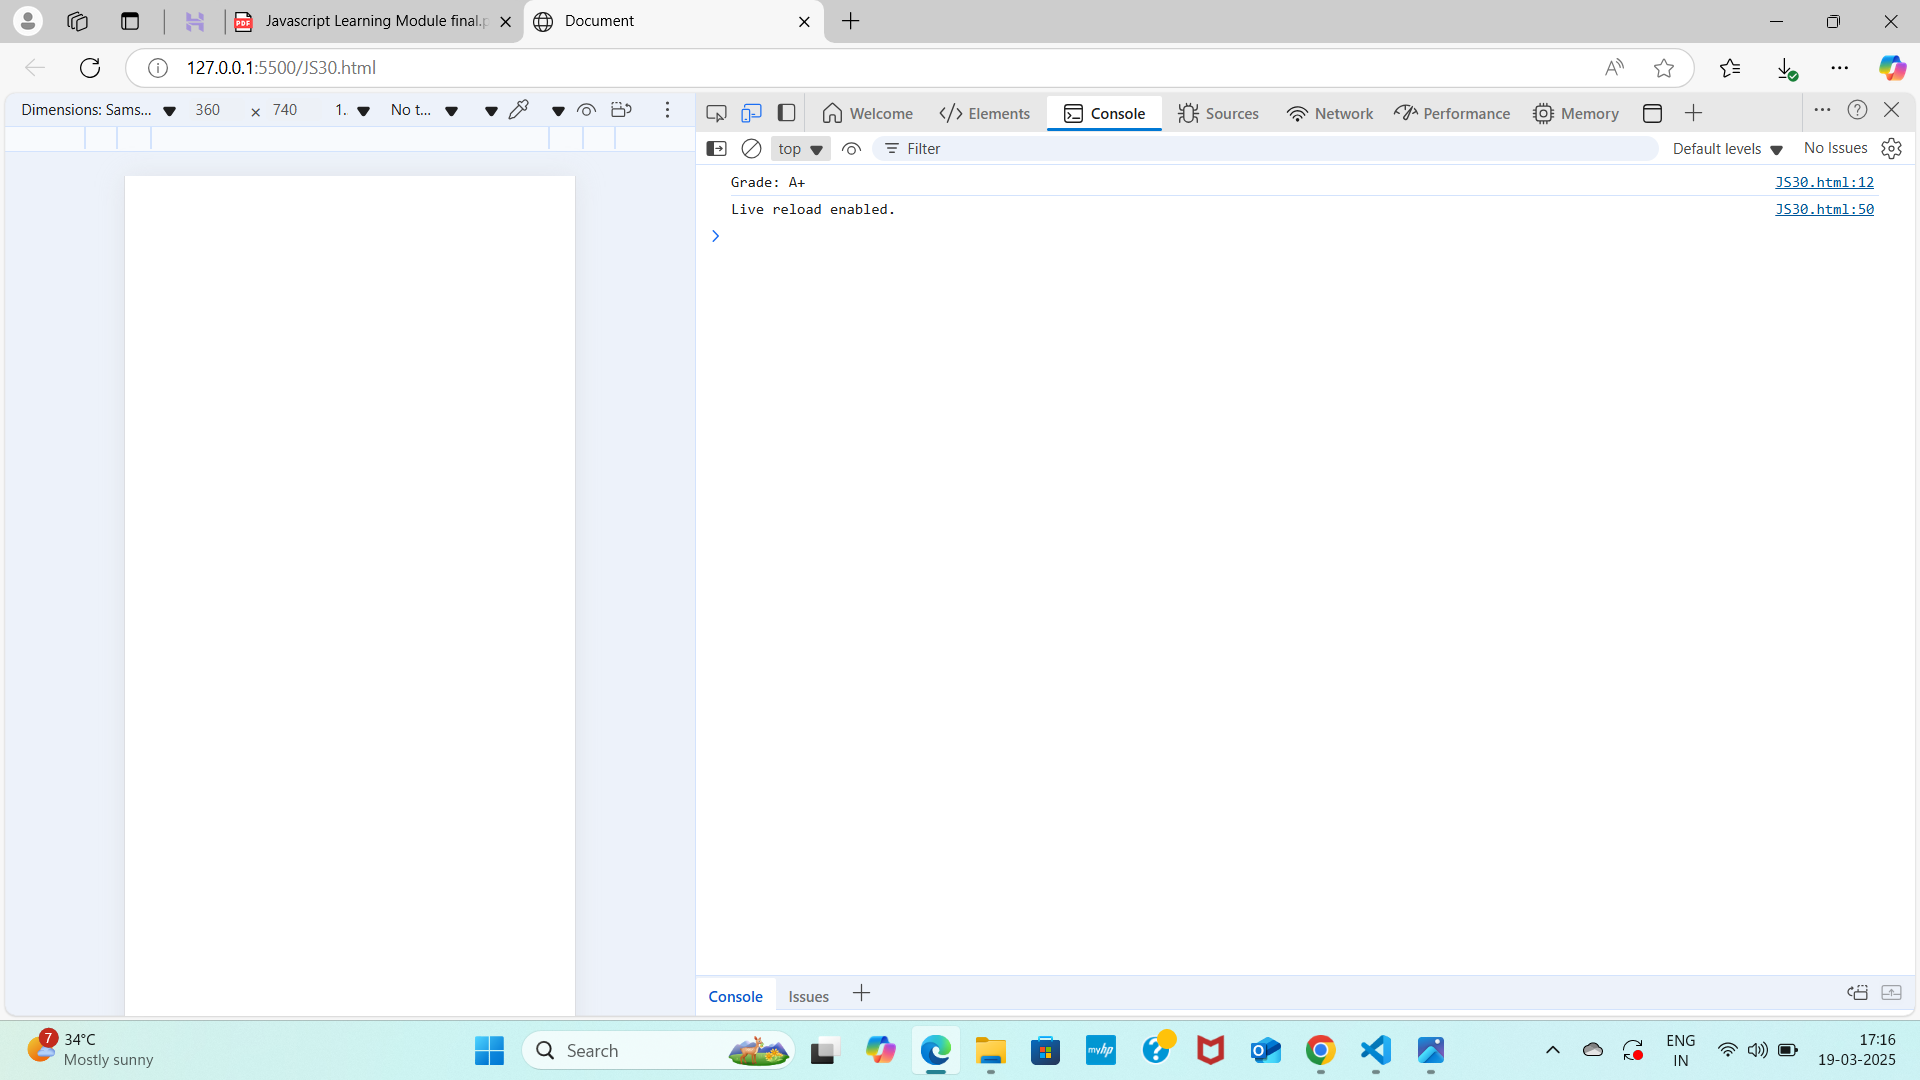 Javascript Learning Module final.p
Document
127.0.0.1:5500/JS30.html
Dimensions: Sams... 360 × 740 1. No t...
Welcome Elements Console Sources Network Performance Memory
top Filter Default levels No Issues
Grade: A+ JS30.html:12
Live reload enabled. JS30.html:50
Console Issues
7 34°C
Mostly sunny
Search
myhp
ENG
IN
17:16
19-03-2025